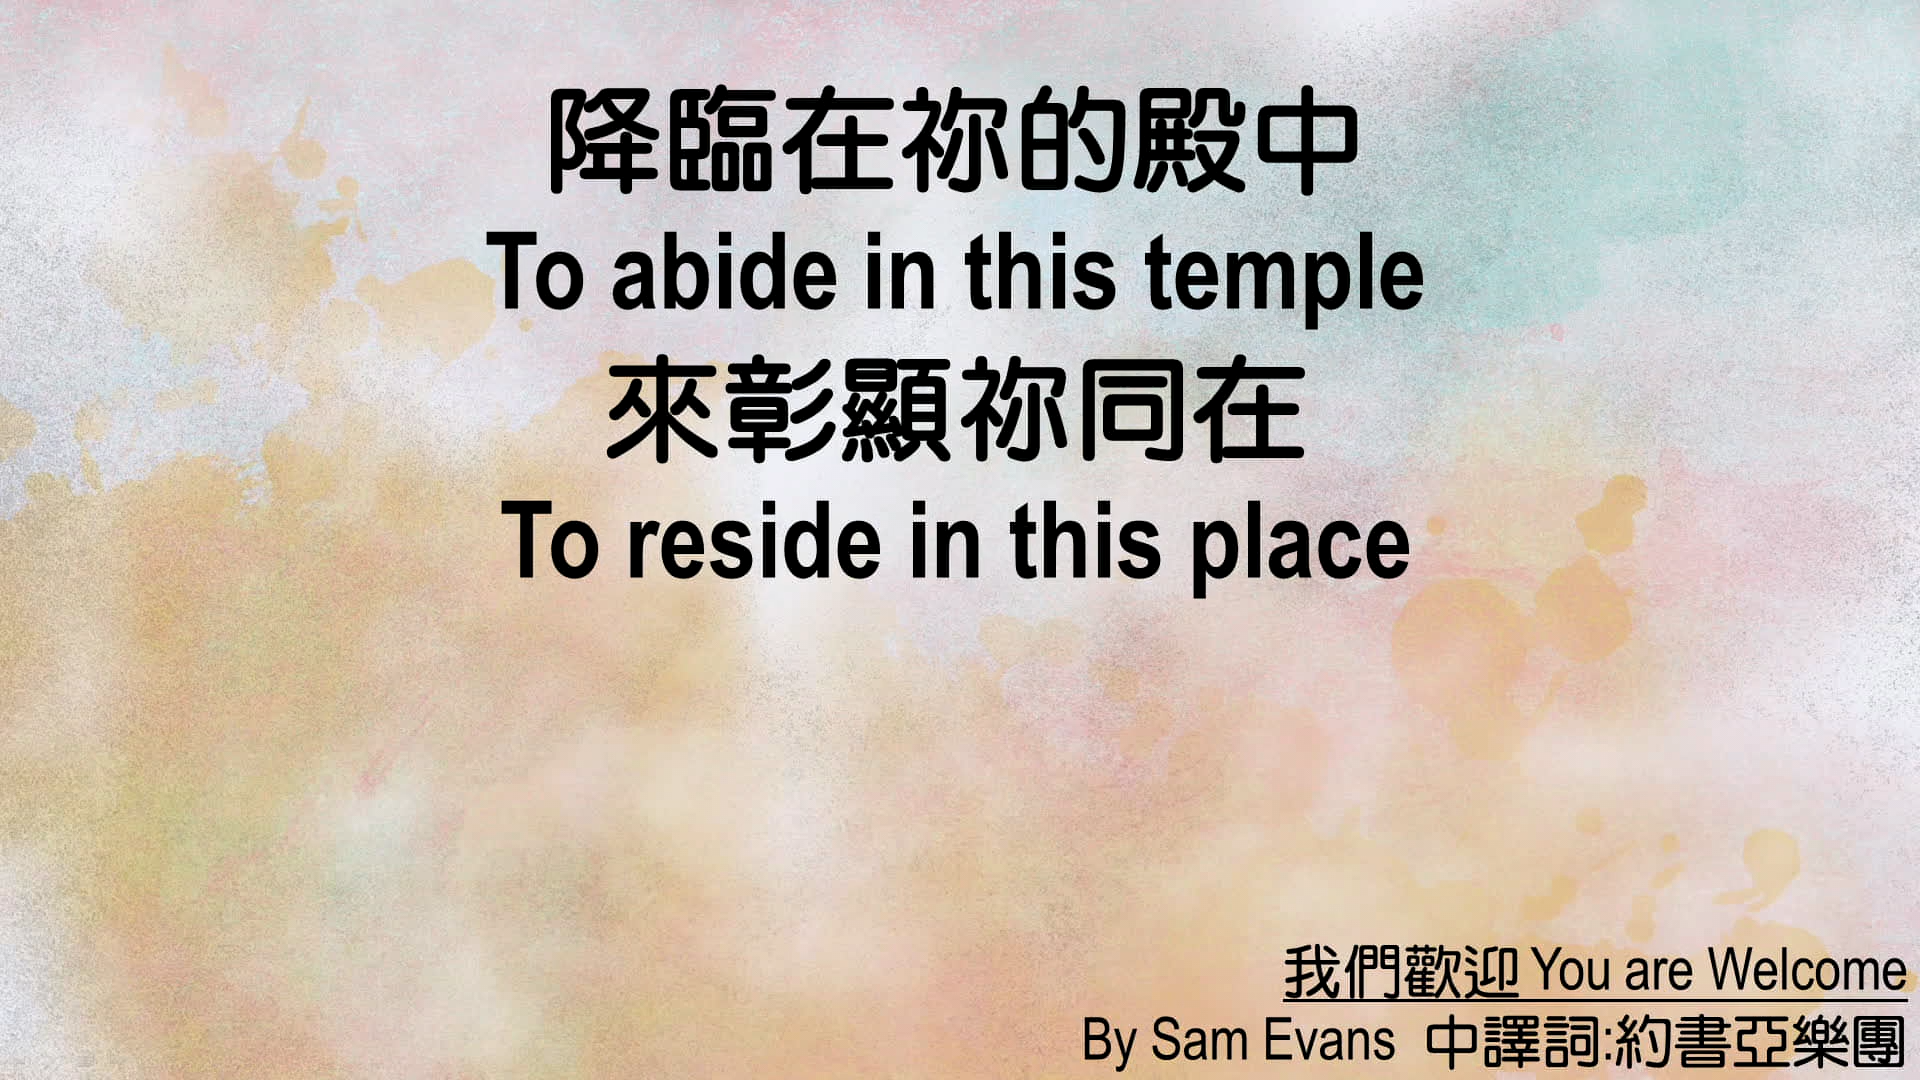 降臨在祢的殿中
To abide in this temple
來彰顯祢同在
To reside in this place
我們歡迎 You are Welcome
By Sam Evans 中譯詞:約書亞樂團